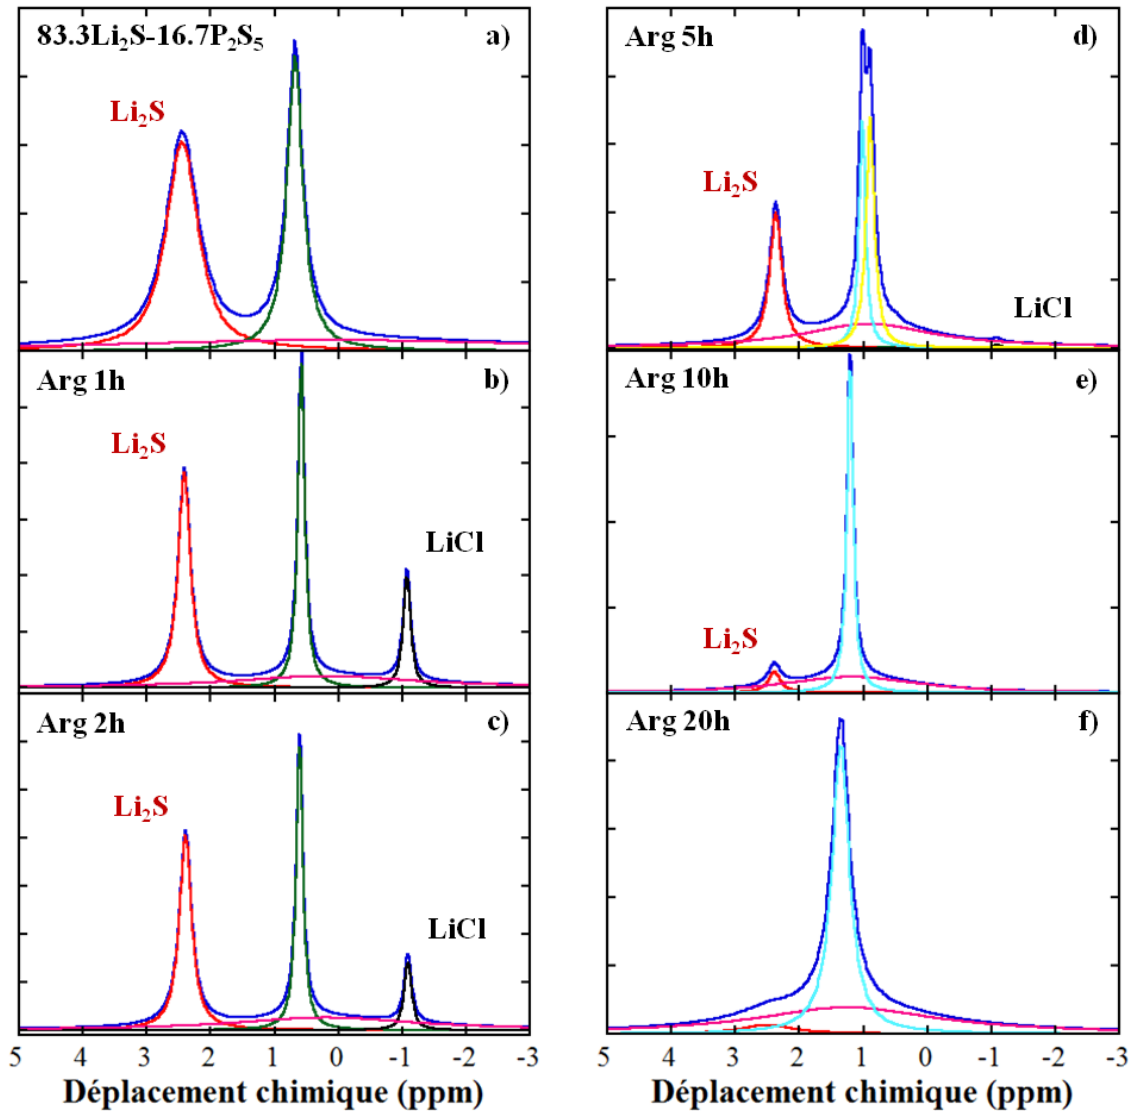 83.3Li₂S-16.7P₂S₅ a)
Li₂S
Arg 1h b)
Li₂S
LiCl
Arg 2h c)
Li₂S
LiCl
5 4 3 2 1 0 -1 -2 -3
Déplacement chimique (ppm)
Arg 5h d)
Li₂S
LiCl
Arg 10h e)
Li₂S
Arg 20h f)
5 4 3 2 1 0 -1 -2 -3
Déplacement chimique (ppm)